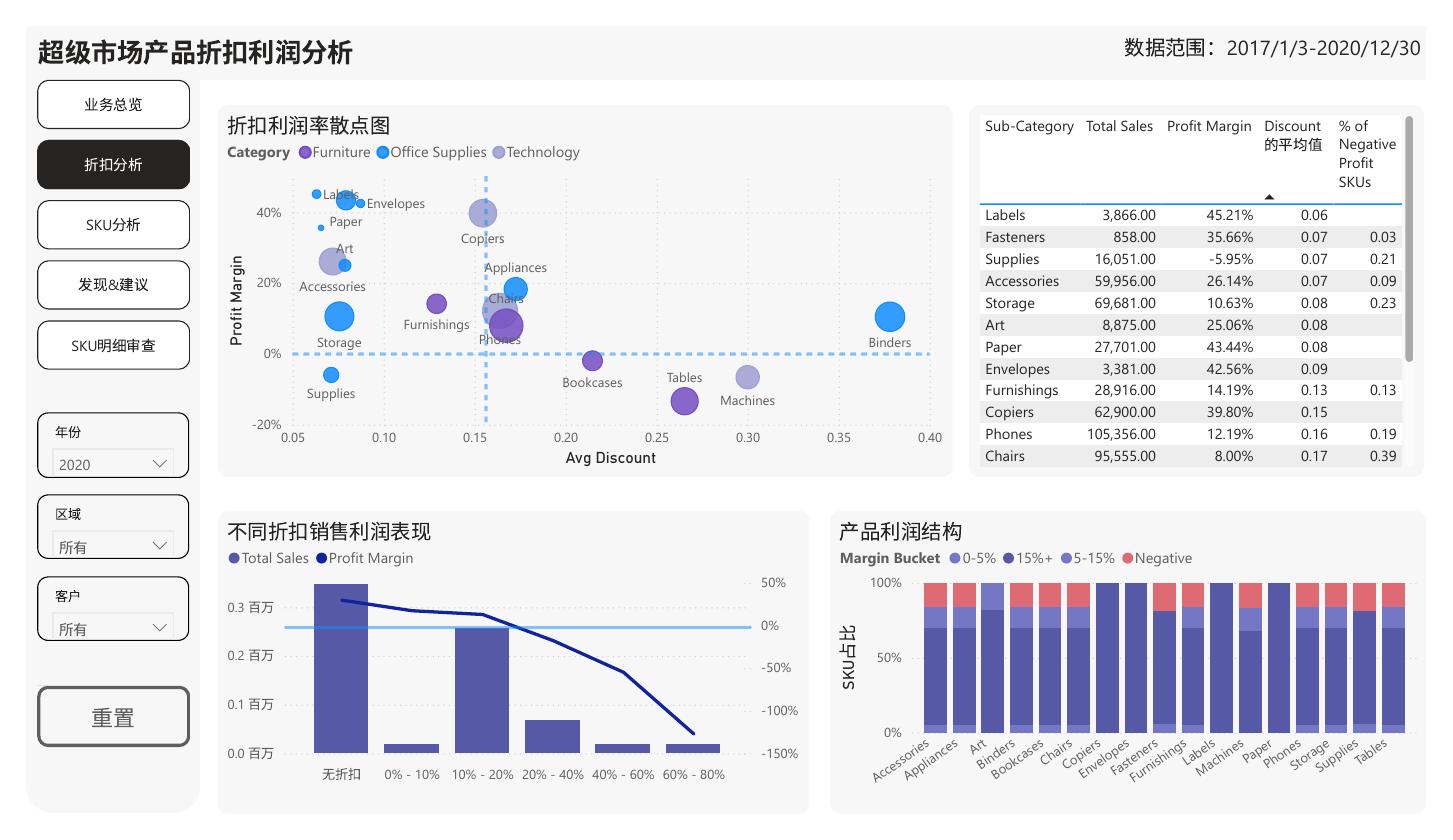 超级市场产品折扣利润分析
数据范围：2017/1/3-2020/12/30
业务总览
折扣分析
SKU分析
发现&建议
SKU明细审查
年份
2020
区域
所有
客户
所有
重置
折扣利润率散点图
Category Furniture Office Supplies Technology
Profit Margin
40%
20%
0%
-20%
Labels
Envelopes
Paper
Art
Accessories
Storage
Supplies
Copiers
Appliances
Chairs
Furnishings
Phones
Bookcases
Tables
Machines
Binders
0.05 0.10 0.15 0.20 0.25 0.30 0.35 0.40
Avg Discount
Sub-Category Total Sales Profit Margin Discount 的平均值 % of Negative Profit SKUs
Labels 3,866.00 45.21% 0.06
Fasteners 858.00 35.66% 0.07 0.03
Supplies 16,051.00 -5.95% 0.07 0.21
Accessories 59,956.00 26.14% 0.07 0.09
Storage 69,681.00 10.63% 0.08 0.23
Art 8,875.00 25.06% 0.08
Paper 27,701.00 43.44% 0.08
Envelopes 3,381.00 42.56% 0.09
Furnishings 28,916.00 14.19% 0.13 0.13
Copiers 62,900.00 39.80% 0.15
Phones 105,356.00 12.19% 0.16 0.19
Chairs 95,555.00 8.00% 0.17 0.39
不同折扣销售利润表现
Total Sales Profit Margin
0.3 百万
0.2 百万
0.1 百万
0.0 百万
50%
0%
-50%
-100%
-150%
无折扣 0% - 10% 10% - 20% 20% - 40% 40% - 60% 60% - 80%
产品利润结构
Margin Bucket 0-5% 15%+ 5-15% Negative
SKU占比
100%
50%
0%
Accessories Appliances Art Binders Bookcases Chairs Copiers Envelopes Fasteners Furnishings Labels Machines Paper Phones Storage Supplies Tables